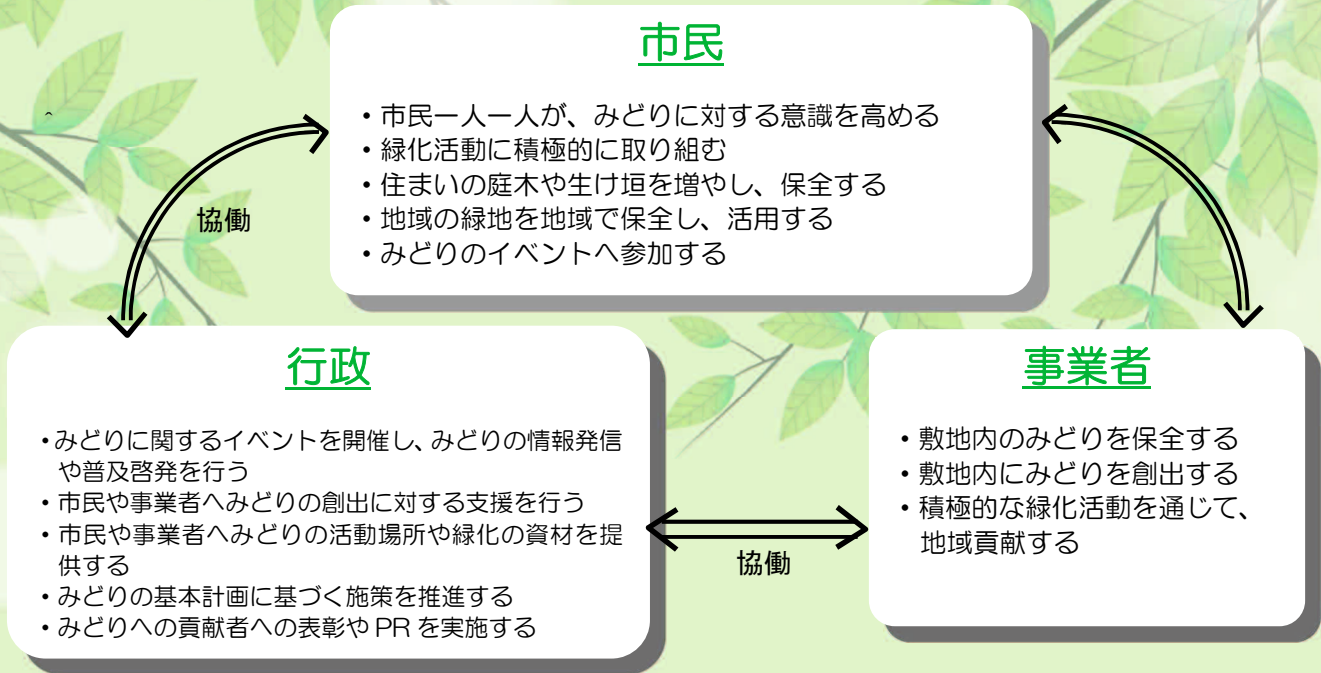 市民
・市民一人一人が、みどりに対する意識を高める
・緑化活動に積極的に取り組む
・住まいの庭木や生け垣を増やし、保全する
・地域の緑地を地域で保全し、活用する
・みどりのイベントへ参加する
協働
行政
・みどりに関するイベントを開催し、みどりの情報発信
や普及啓発を行う
・市民や事業者へみどりの創出に対する支援を行う
・市民や事業者へみどりの活動場所や緑化の資材を提
供する
・みどりの基本計画に基づく施策を推進する
・みどりへの貢献者への表彰や PR を実施する
協働
事業者
・敷地内のみどりを保全する
・敷地内にみどりを創出する
・積極的な緑化活動を通じて、
地域貢献する